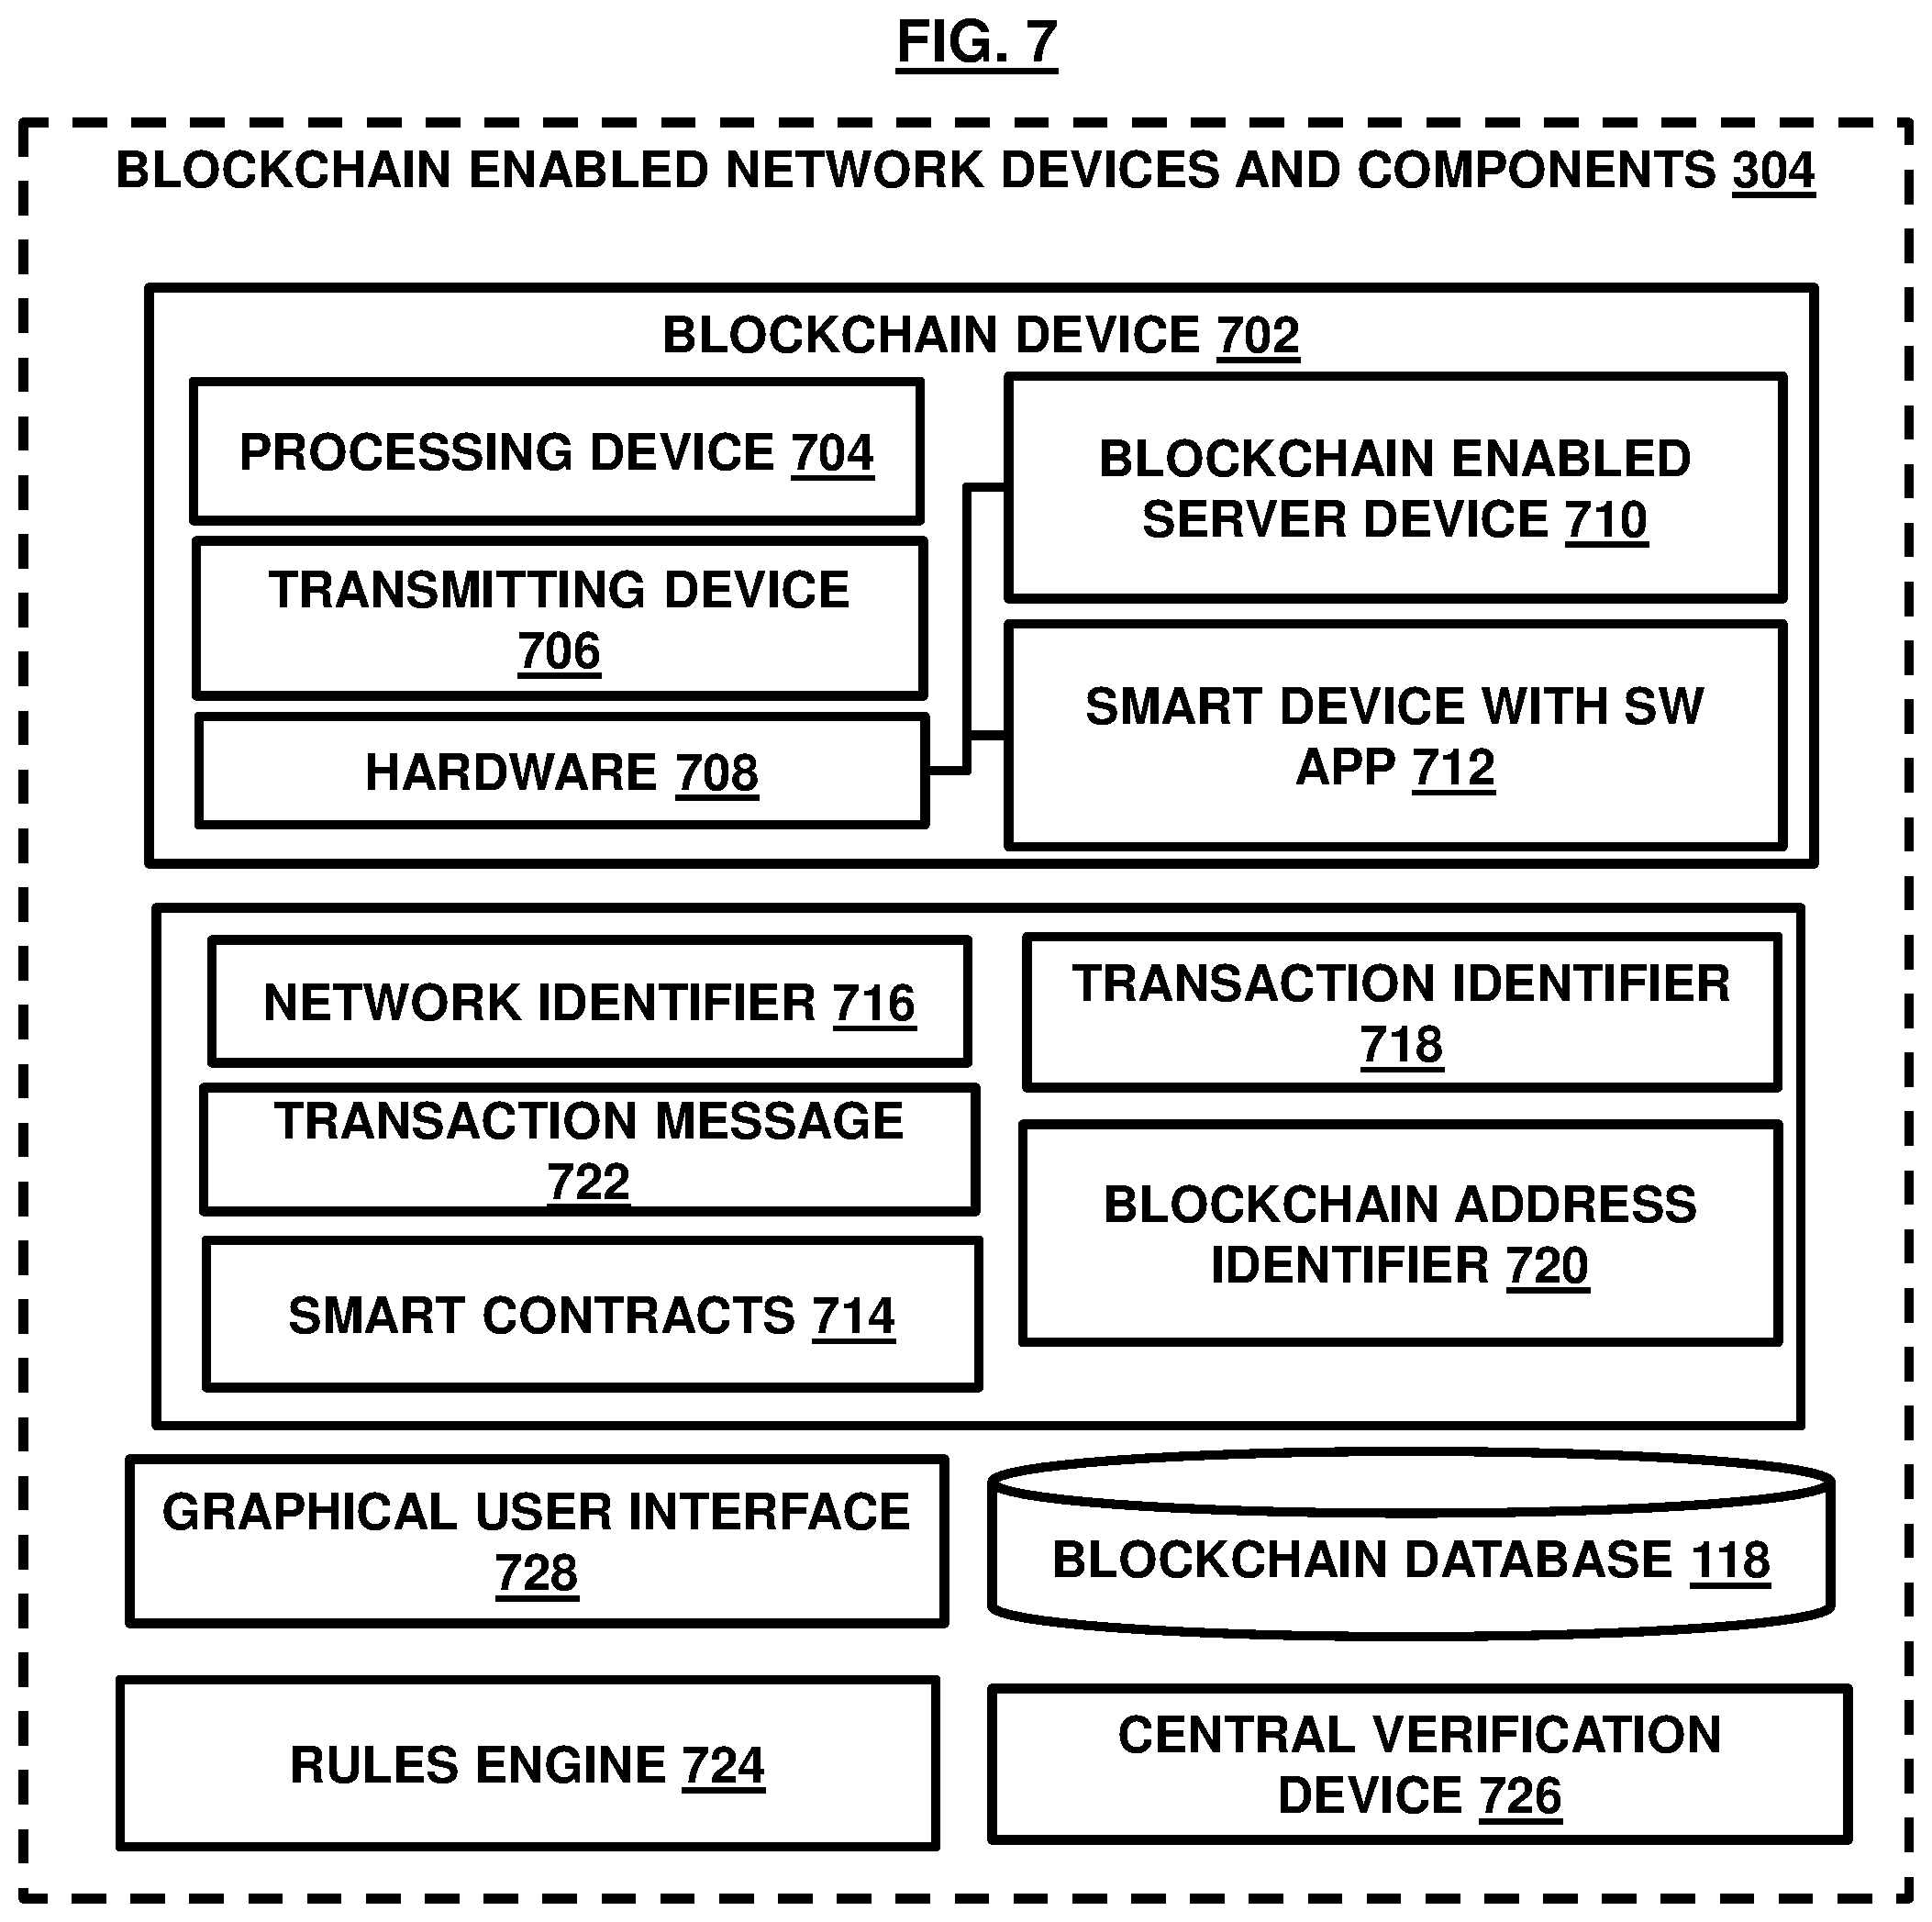 FIG. 7
BLOCKCHAIN ENABLED NETWORK DEVICES AND COMPONENTS 304
BLOCKCHAIN DEVICE 702
PROCESSING DEVICE 704
TRANSMITTING DEVICE
706
HARDWARE 708
BLOCKCHAIN ENABLED
SERVER DEVICE 710
SMART DEVICE WITH SW
APP 712
NETWORK IDENTIFIER 716
TRANSACTION MESSAGE
722
SMART CONTRACTS 714
TRANSACTION IDENTIFIER
718
BLOCKCHAIN ADDRESS
IDENTIFIER 720
GRAPHICAL USER INTERFACE
728
BLOCKCHAIN DATABASE 118
RULES ENGINE 724
CENTRAL VERIFICATION
DEVICE 726